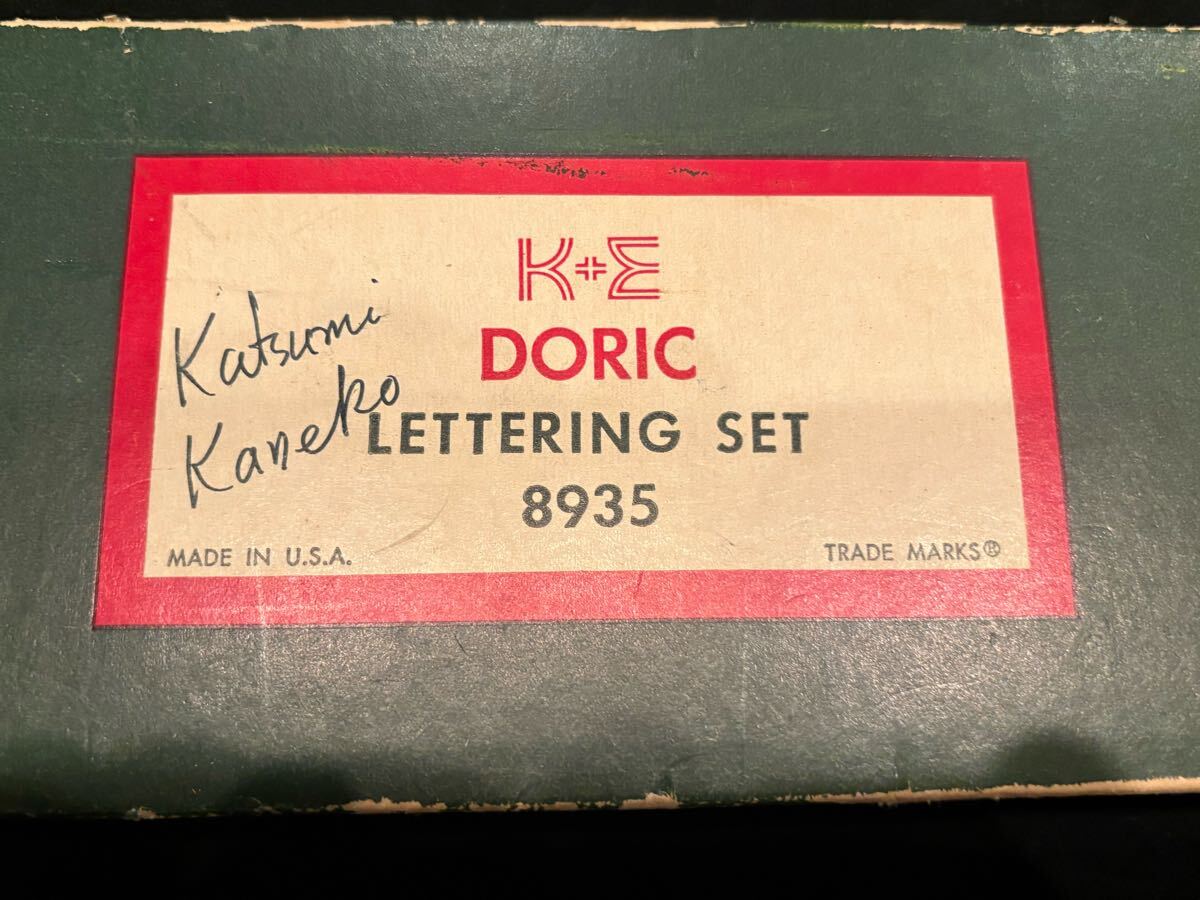 K+E
DORIC
LETTERING SET
8935
MADE IN U.S.A.
TRADE MARKS®
Katsumi
Kaneko